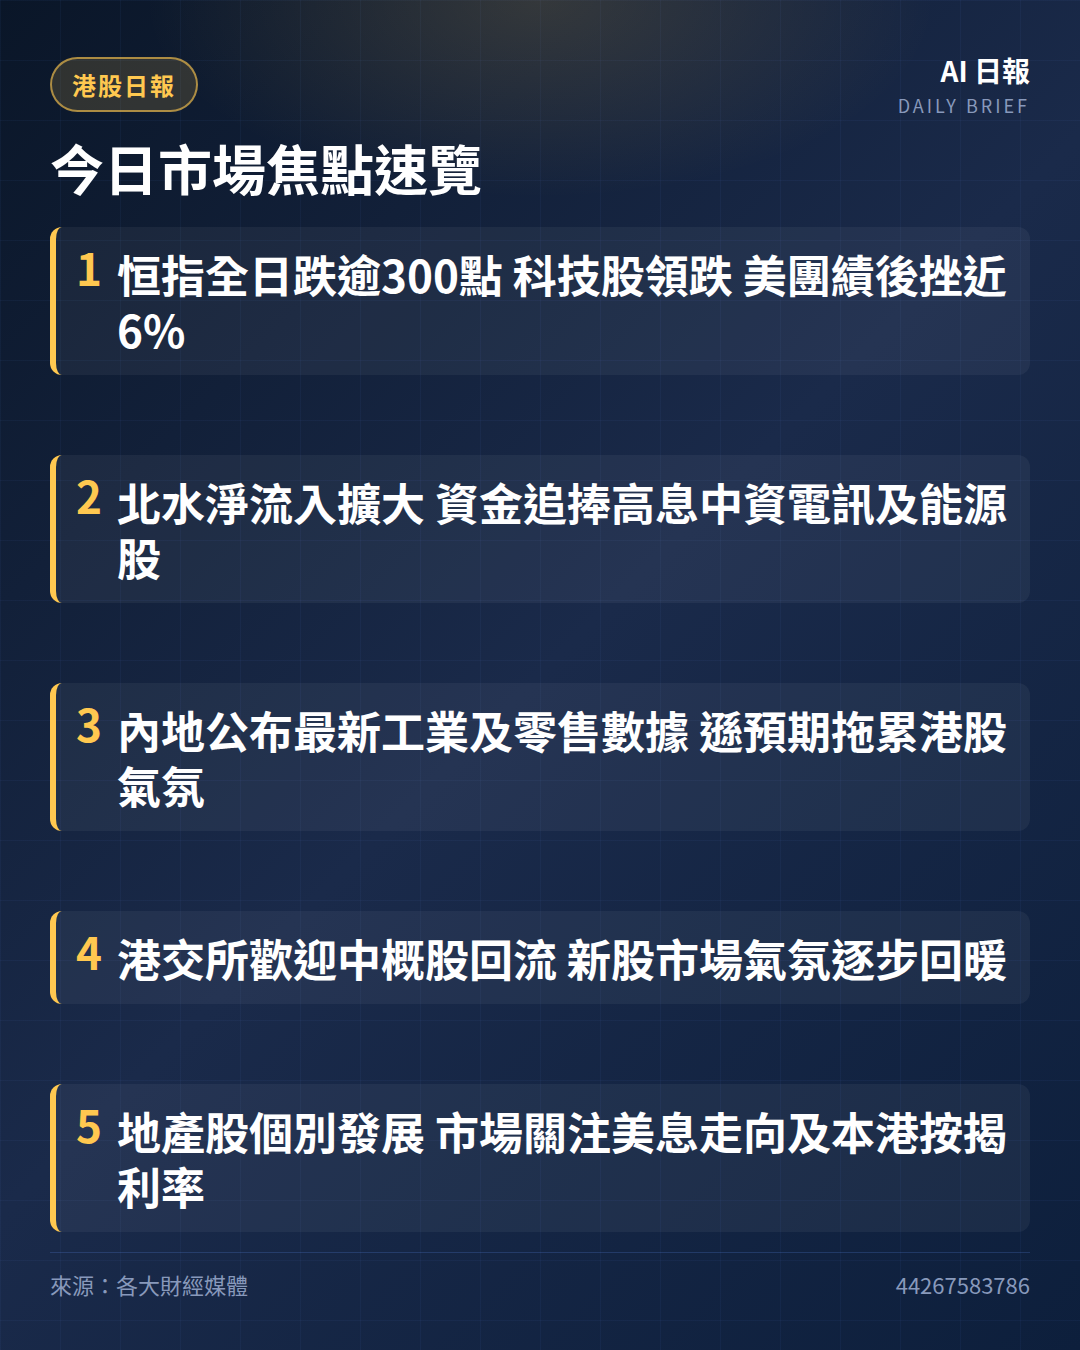 港股日報
AI 日報
DAILY BRIEF
今日市場焦點速覽
1 恒指全日跌逾300點 科技股領跌 美團績後挫近
6%
2 北水淨流入擴大 資金追捧高息中資電訊及能源
股
3 內地公布最新工業及零售數據 遜預期拖累港股
氣氛
4 港交所歡迎中概股回流 新股市場氣氛逐步回暖
5 地產股個別發展 市場關注美息走向及本港按揭
利率
來源：各大財經媒體
44267583786